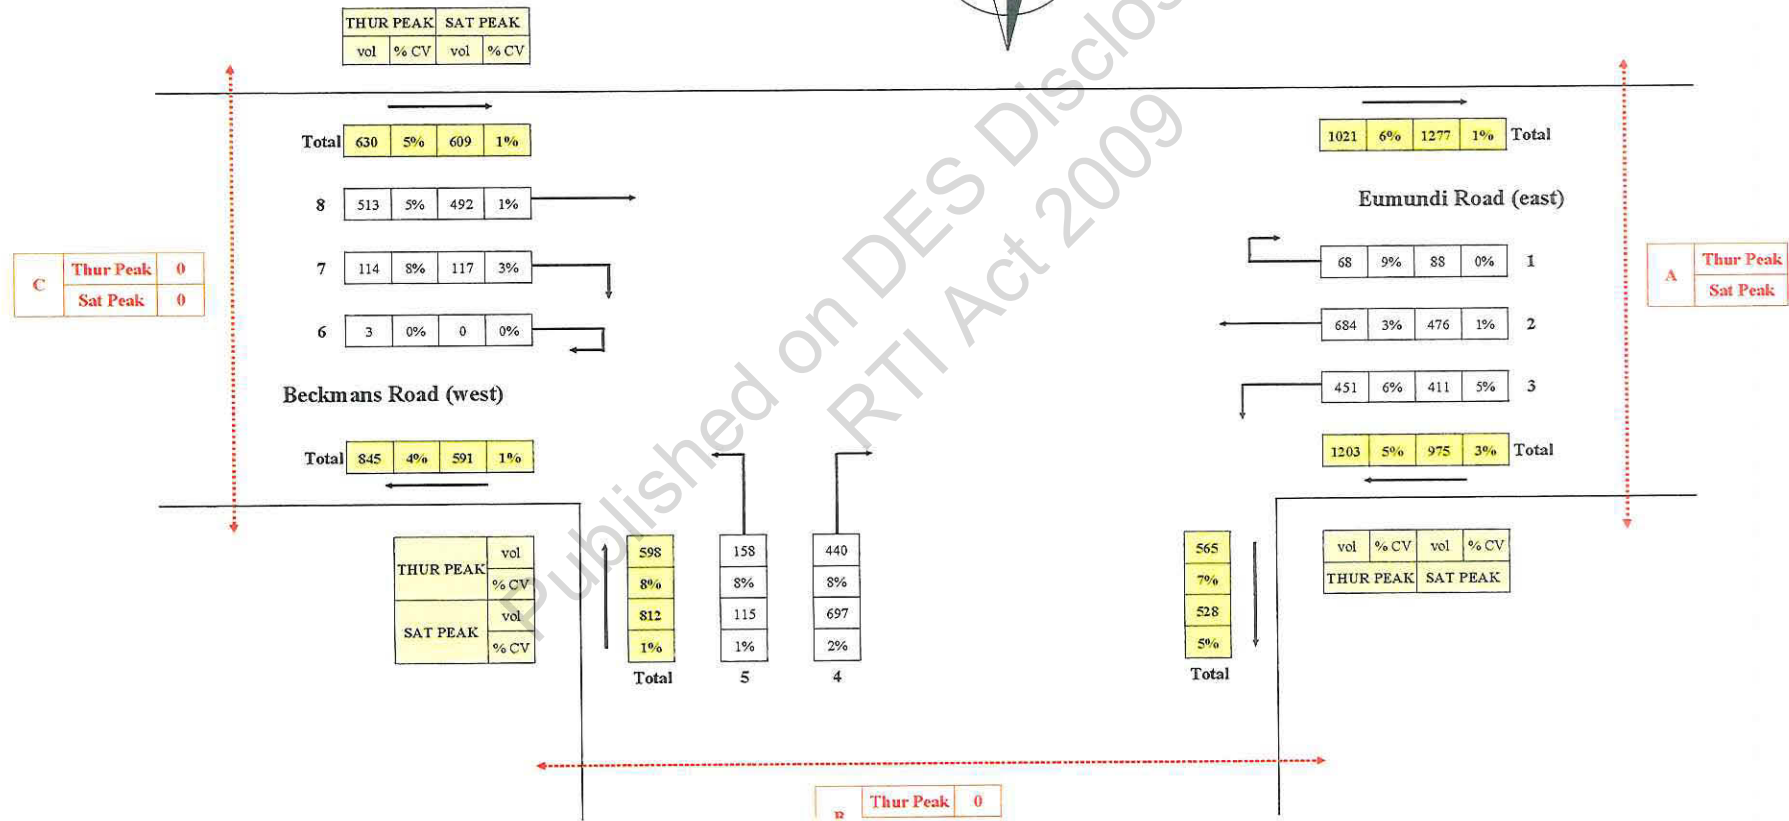 THUR PEAK SAT PEAK
vol % CV vol % CV
Total 630 5% 609 1%
1021 6% 1277 1% Total
8 513 5% 492 1%
Eumundi Road (east)
7 114 8% 117 3%
68 9% 88 0% 1
C Thur Peak 0
Sat Peak 0
A Thur Peak
Sat Peak
6 3 0% 0 0%
684 3% 476 1% 2
Beckmans Road (west)
451 6% 411 5% 3
Total 845 4% 591 1%
1203 5% 975 3% Total
THUR PEAK vol
% CV
SAT PEAK vol
% CV
598 158 440
8% 8% 8%
812 115 697
1% 1% 2%
Total 5 4
565
7%
528
5%
Total
vol % CV vol % CV
THUR PEAK SAT PEAK
B Thur Peak 0
Published on DES Disclos
RTI Act 2009